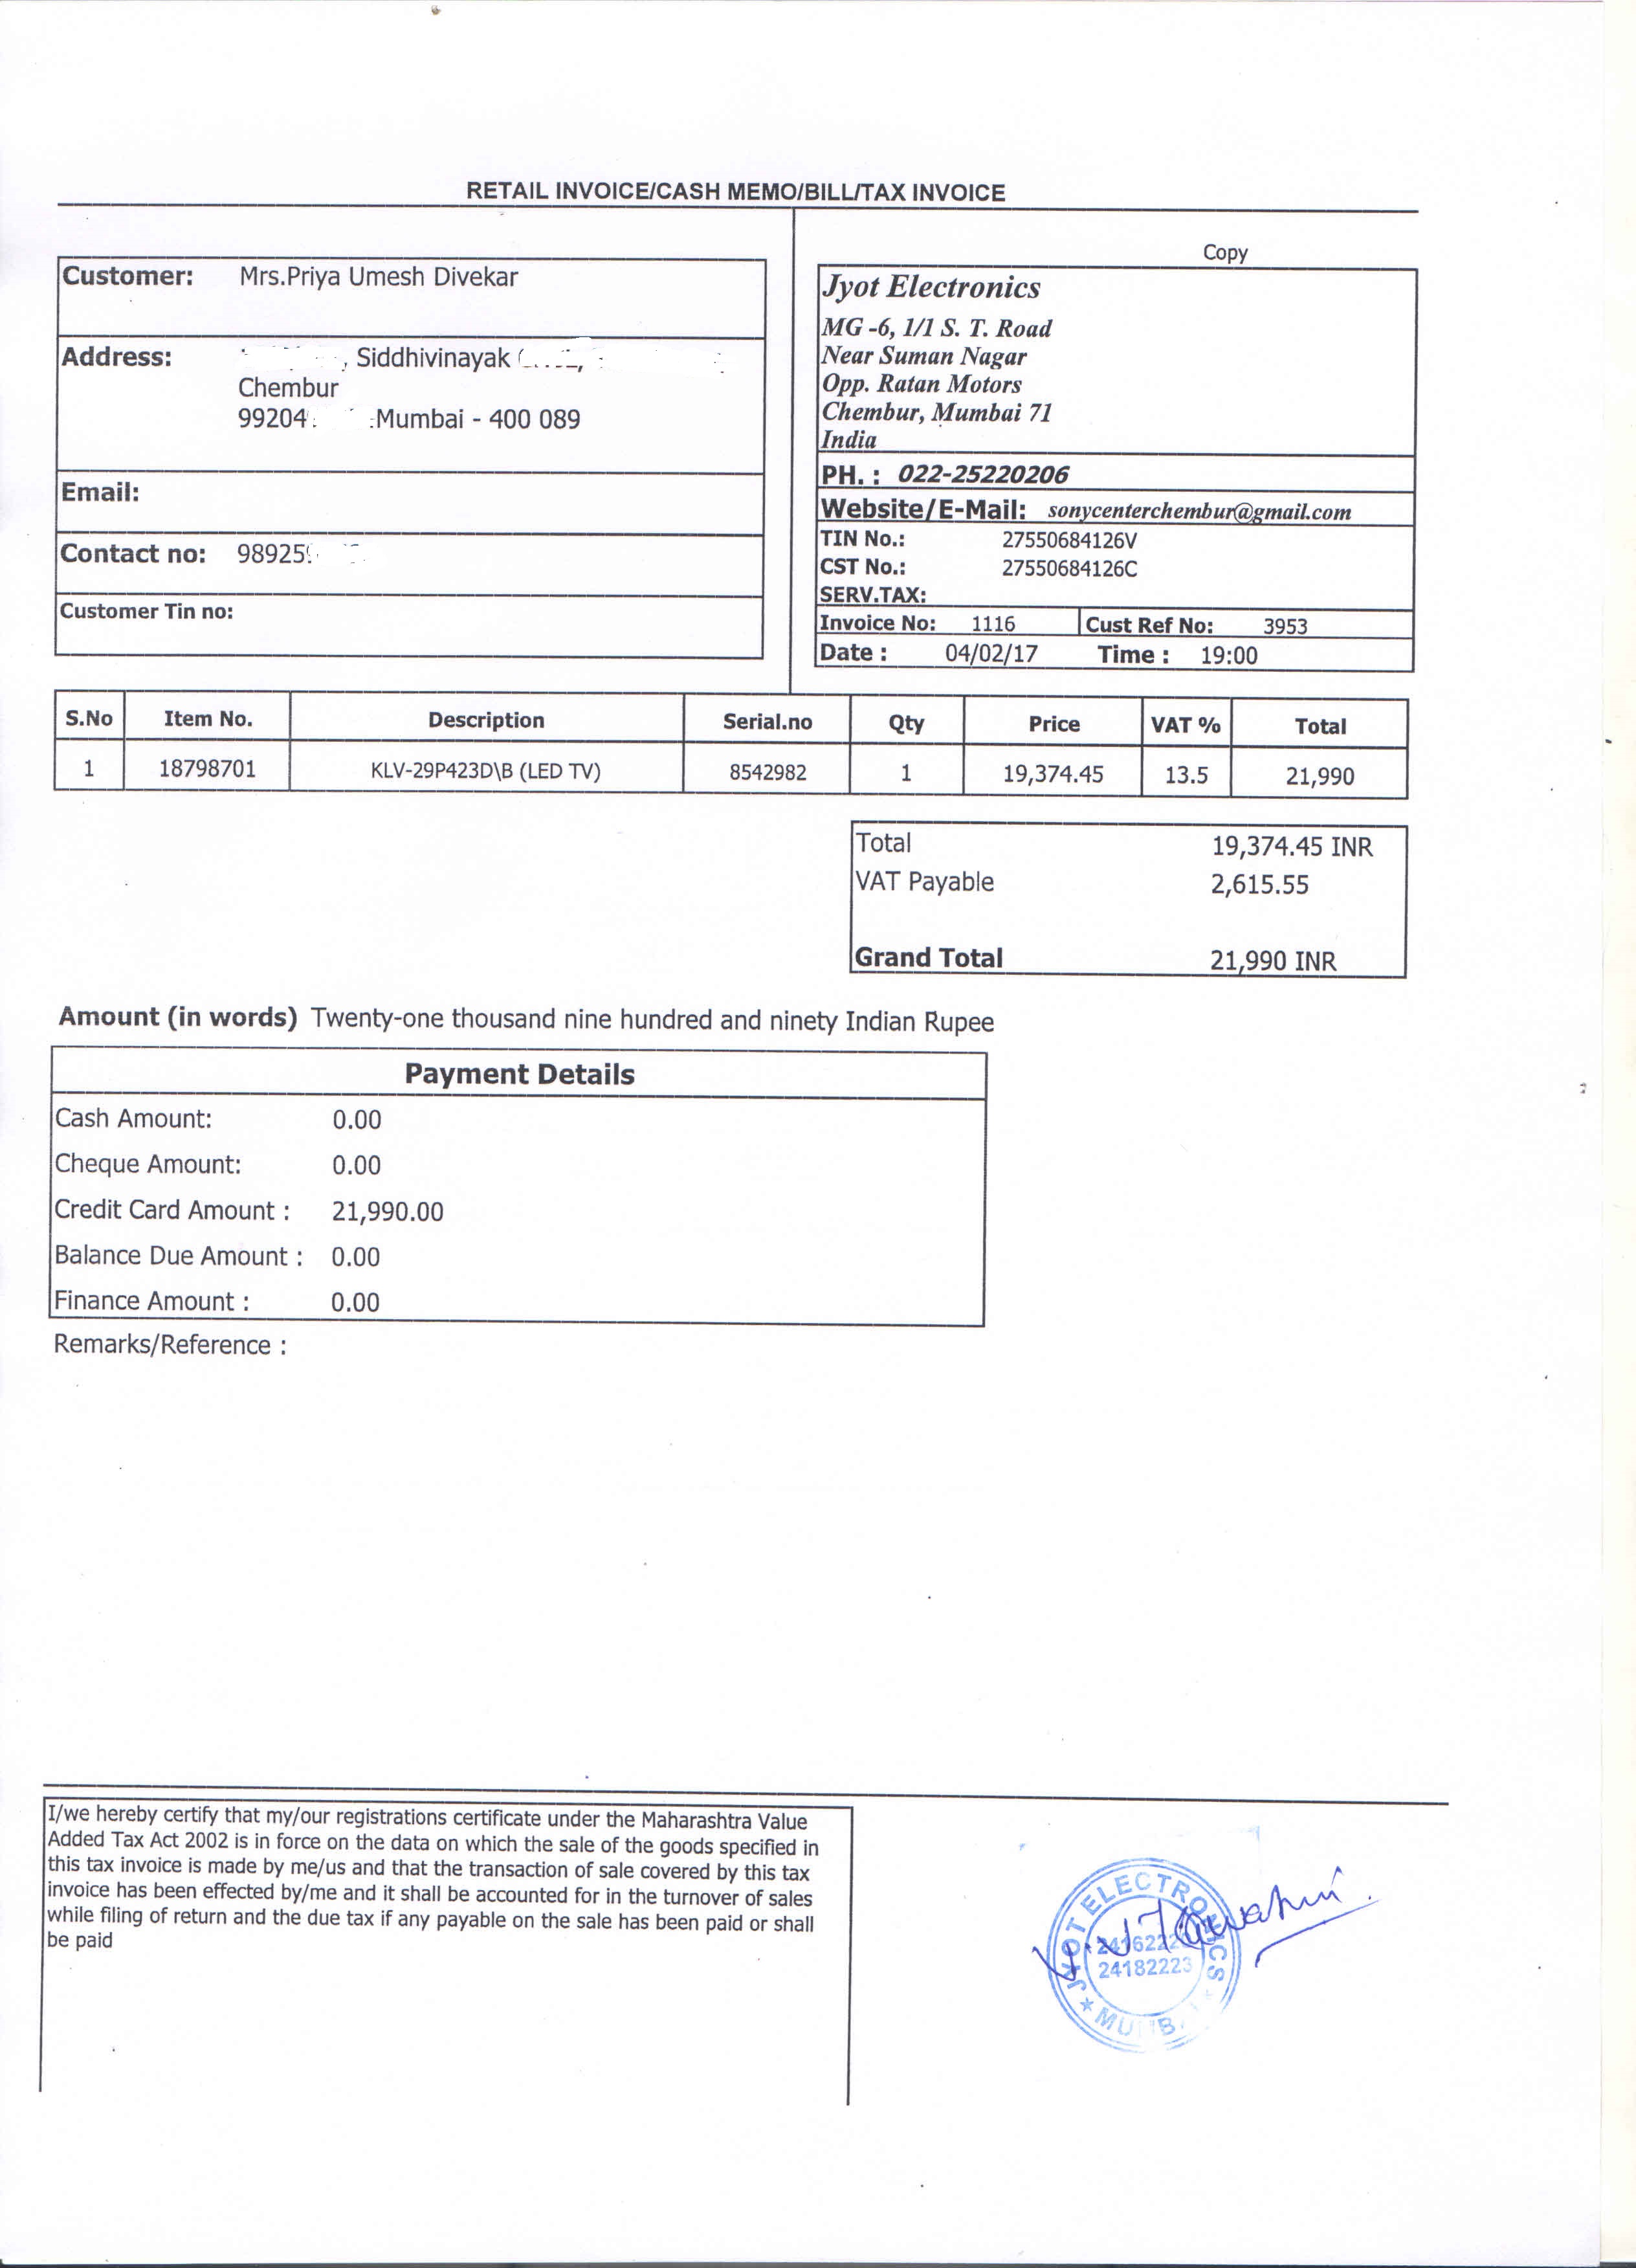 RETAIL INVOICE/CASH MEMO/BILL/TAX INVOICE
Copy
Customer: Mrs.Priya Umesh Divekar
Address: , Siddhivinayak
Chembur
99204 Mumbai - 400 089
Email:
Contact no: 98925
Customer Tin no:
Jyot Electronics
MG -6, 1/1 S. T. Road
Near Suman Nagar
Opp. Ratan Motors
Chembur, Mumbai 71
India
PH. : 022-25220206
Website/E-Mail: sonycenterchembur@gmail.com
TIN No.: 27550684126V
CST No.: 27550684126C
SERV.TAX:
Invoice No: 1116 Cust Ref No: 3953
Date : 04/02/17 Time : 19:00
S.No Item No. Description Serial.no Qty Price VAT % Total
1 18798701 KLV-29P423D\B (LED TV) 8542982 1 19,374.45 13.5 21,990
Total 19,374.45 INR
VAT Payable 2,615.55
Grand Total 21,990 INR
Amount (in words) Twenty-one thousand nine hundred and ninety Indian Rupee
Payment Details
Cash Amount: 0.00
Cheque Amount: 0.00
Credit Card Amount : 21,990.00
Balance Due Amount : 0.00
Finance Amount : 0.00
Remarks/Reference :
I/we hereby certify that my/our registrations certificate under the Maharashtra Value
Added Tax Act 2002 is in force on the data on which the sale of the goods specified in
this tax invoice is made by me/us and that the transaction of sale covered by this tax
invoice has been effected by/me and it shall be accounted for in the turnover of sales
while filing of return and the due tax if any payable on the sale has been paid or shall
be paid
JYOT ELECTRONICS
24182223
MUMBAI